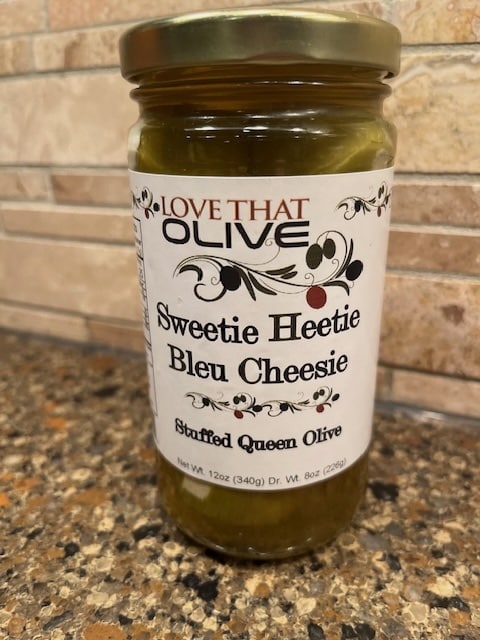 LOVE THAT
OLIVE
Sweetie Heetie
Bleu Cheesie
Stuffed Queen Olive
Net Wt. 12oz (340g) Dr. Wt. 8oz (226g)